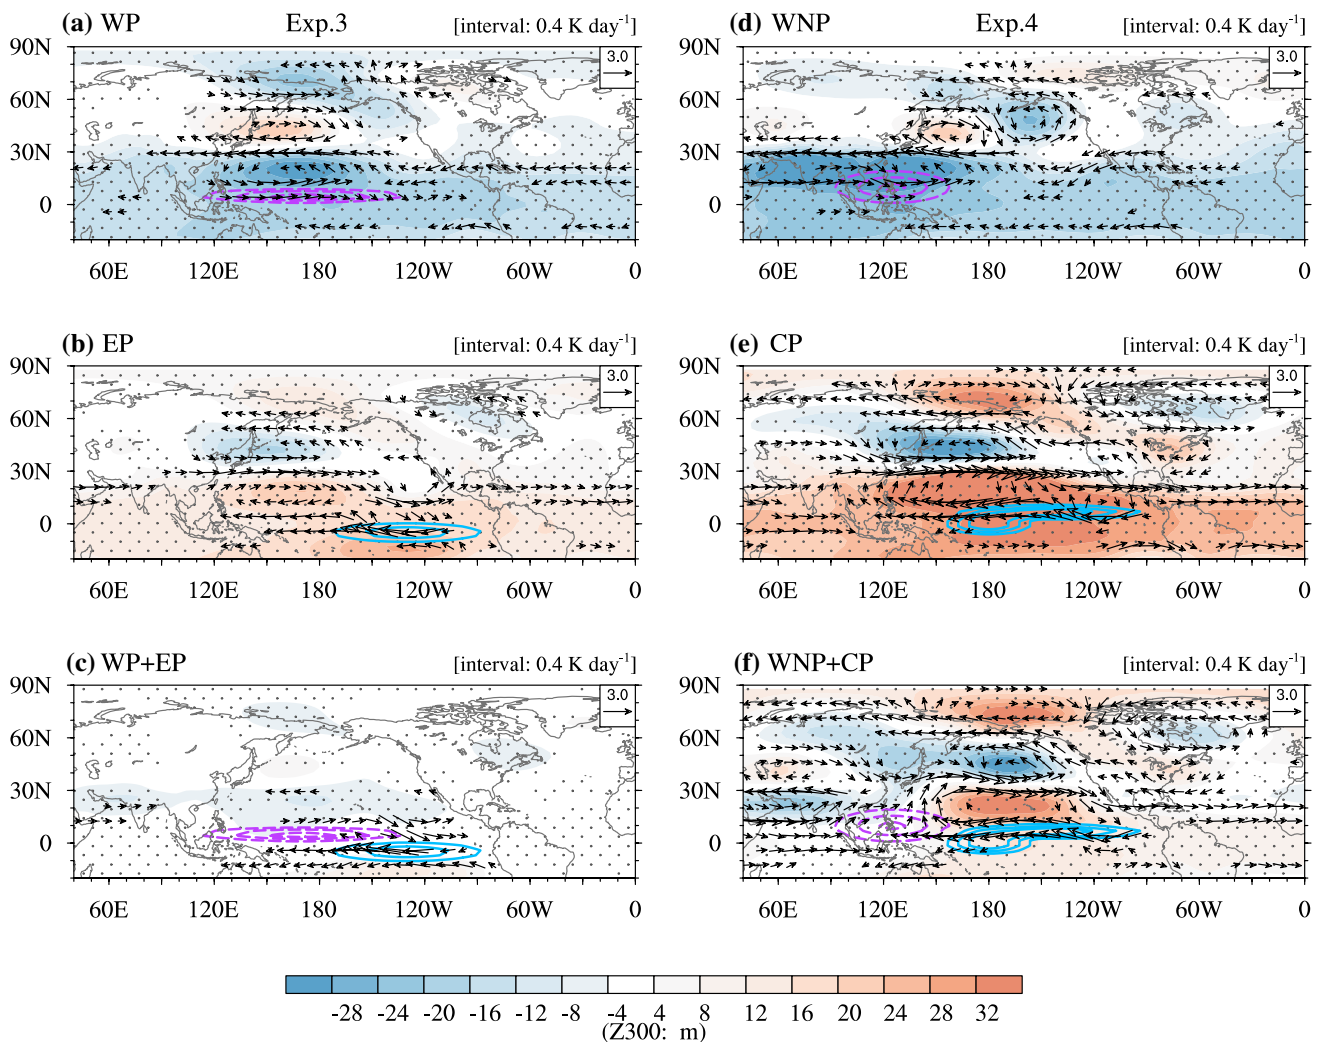 (a) WP Exp.3 [interval: 0.4 K day-1]
(d) WNP Exp.4 [interval: 0.4 K day-1]
90N 60N 30N 0
3.0
60E 120E 180 120W 60W 0
90N 60N 30N 0
3.0
60E 120E 180 120W 60W 0
(b) EP [interval: 0.4 K day-1]
(e) CP [interval: 0.4 K day-1]
90N 60N 30N 0
3.0
60E 120E 180 120W 60W 0
90N 60N 30N 0
3.0
60E 120E 180 120W 60W 0
(c) WP+EP [interval: 0.4 K day-1]
(f) WNP+CP [interval: 0.4 K day-1]
90N 60N 30N 0
3.0
60E 120E 180 120W 60W 0
90N 60N 30N 0
3.0
60E 120E 180 120W 60W 0
-28 -24 -20 -16 -12 -8 -4 4 8 12 16 20 24 28 32
(Z300: m)